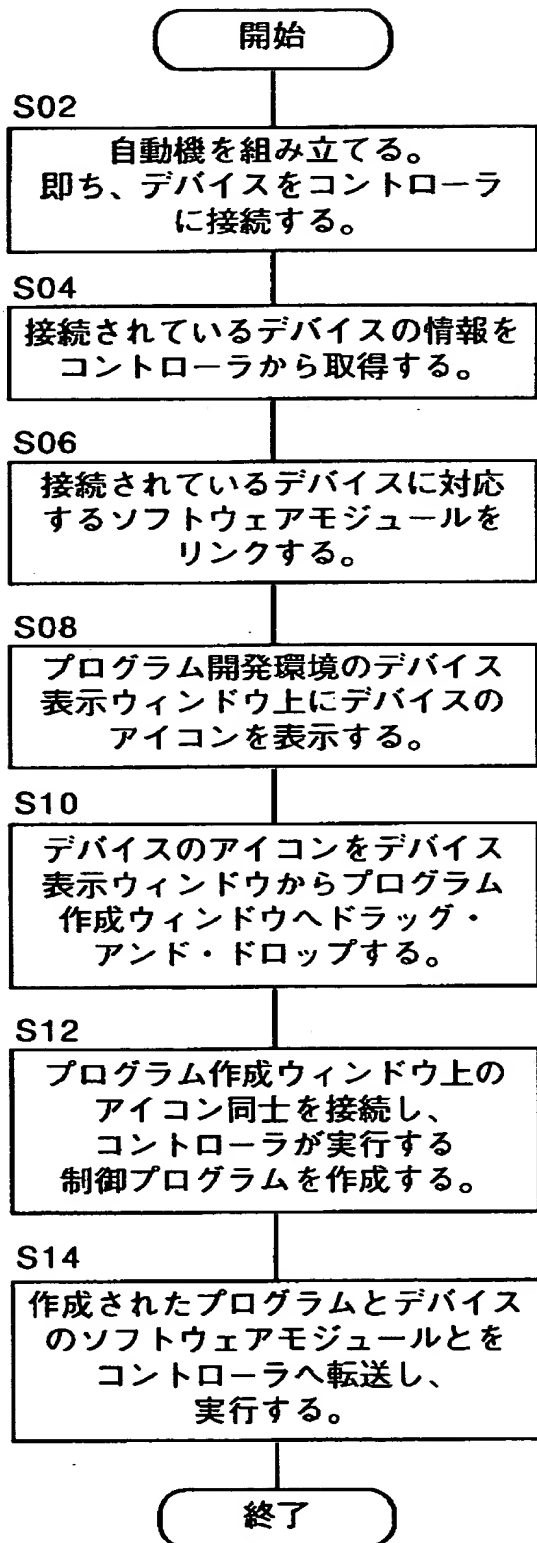 開始
S02
自動機を組み立てる。
即ち、デバイスをコントローラ
に接続する。
S04
接続されているデバイスの情報を
コントローラから取得する。
S06
接続されているデバイスに対応
するソフトウェアモジュールを
リンクする。
S08
プログラム開発環境のデバイス
表示ウィンドウ上にデバイスの
アイコンを表示する。
S10
デバイスのアイコンをデバイス
表示ウィンドウからプログラム
作成ウィンドウへドラッグ・
アンド・ドロップする。
S12
プログラム作成ウィンドウ上の
アイコン同士を接続し、
コントローラが実行する
制御プログラムを作成する。
S14
作成されたプログラムとデバイス
のソフトウェアモジュールとを
コントローラへ転送し、
実行する。
終了